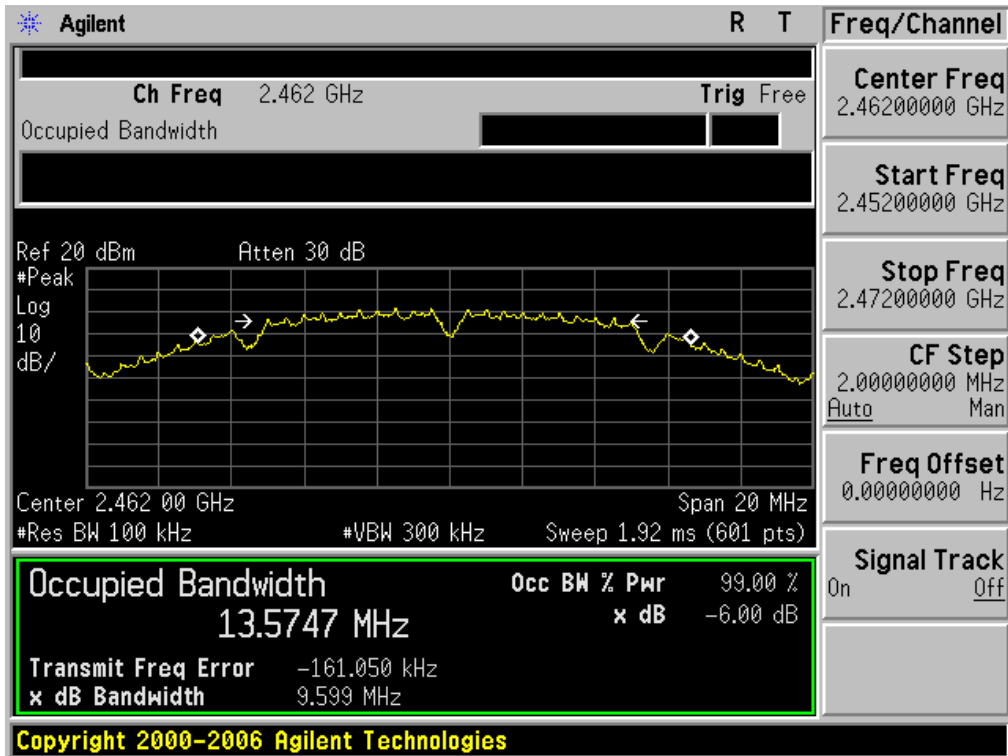 Agilent R T
Ch Freq 2.462 GHz Trig Free
Occupied Bandwidth
Ref 20 dBm Atten 30 dB
#Peak
Log
10
dB/
Center 2.462 00 GHz Span 20 MHz
#Res BW 100 kHz #VBW 300 kHz Sweep 1.92 ms (601 pts)
Occupied Bandwidth Occ BW % Pwr 99.00 %
13.5747 MHz x dB -6.00 dB
Transmit Freq Error -161.050 kHz
x dB Bandwidth 9.599 MHz
Copyright 2000-2006 Agilent Technologies
Freq/Channel
Center Freq
2.46200000 GHz
Start Freq
2.45200000 GHz
Stop Freq
2.47200000 GHz
CF Step
2.00000000 MHz
Auto Man
Freq Offset
0.00000000 Hz
Signal Track
On Off